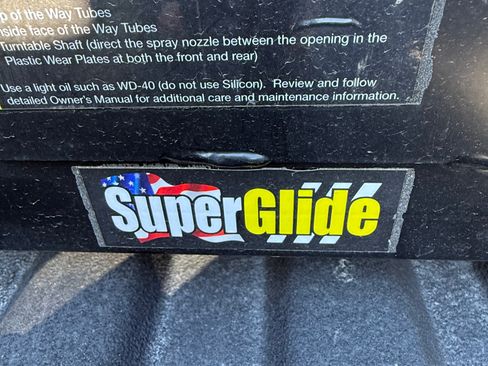 p of the Way Tubes
nside face of the Way Tubes
Turntable Shaft (direct the spray nozzle between the opening in the
Plastic Wear Plates at both the front and rear)
Use a light oil such as WD-40 (do not use Silicon). Review and follow
detailed Owner's Manual for additional care and maintenance information.
SuperGlide